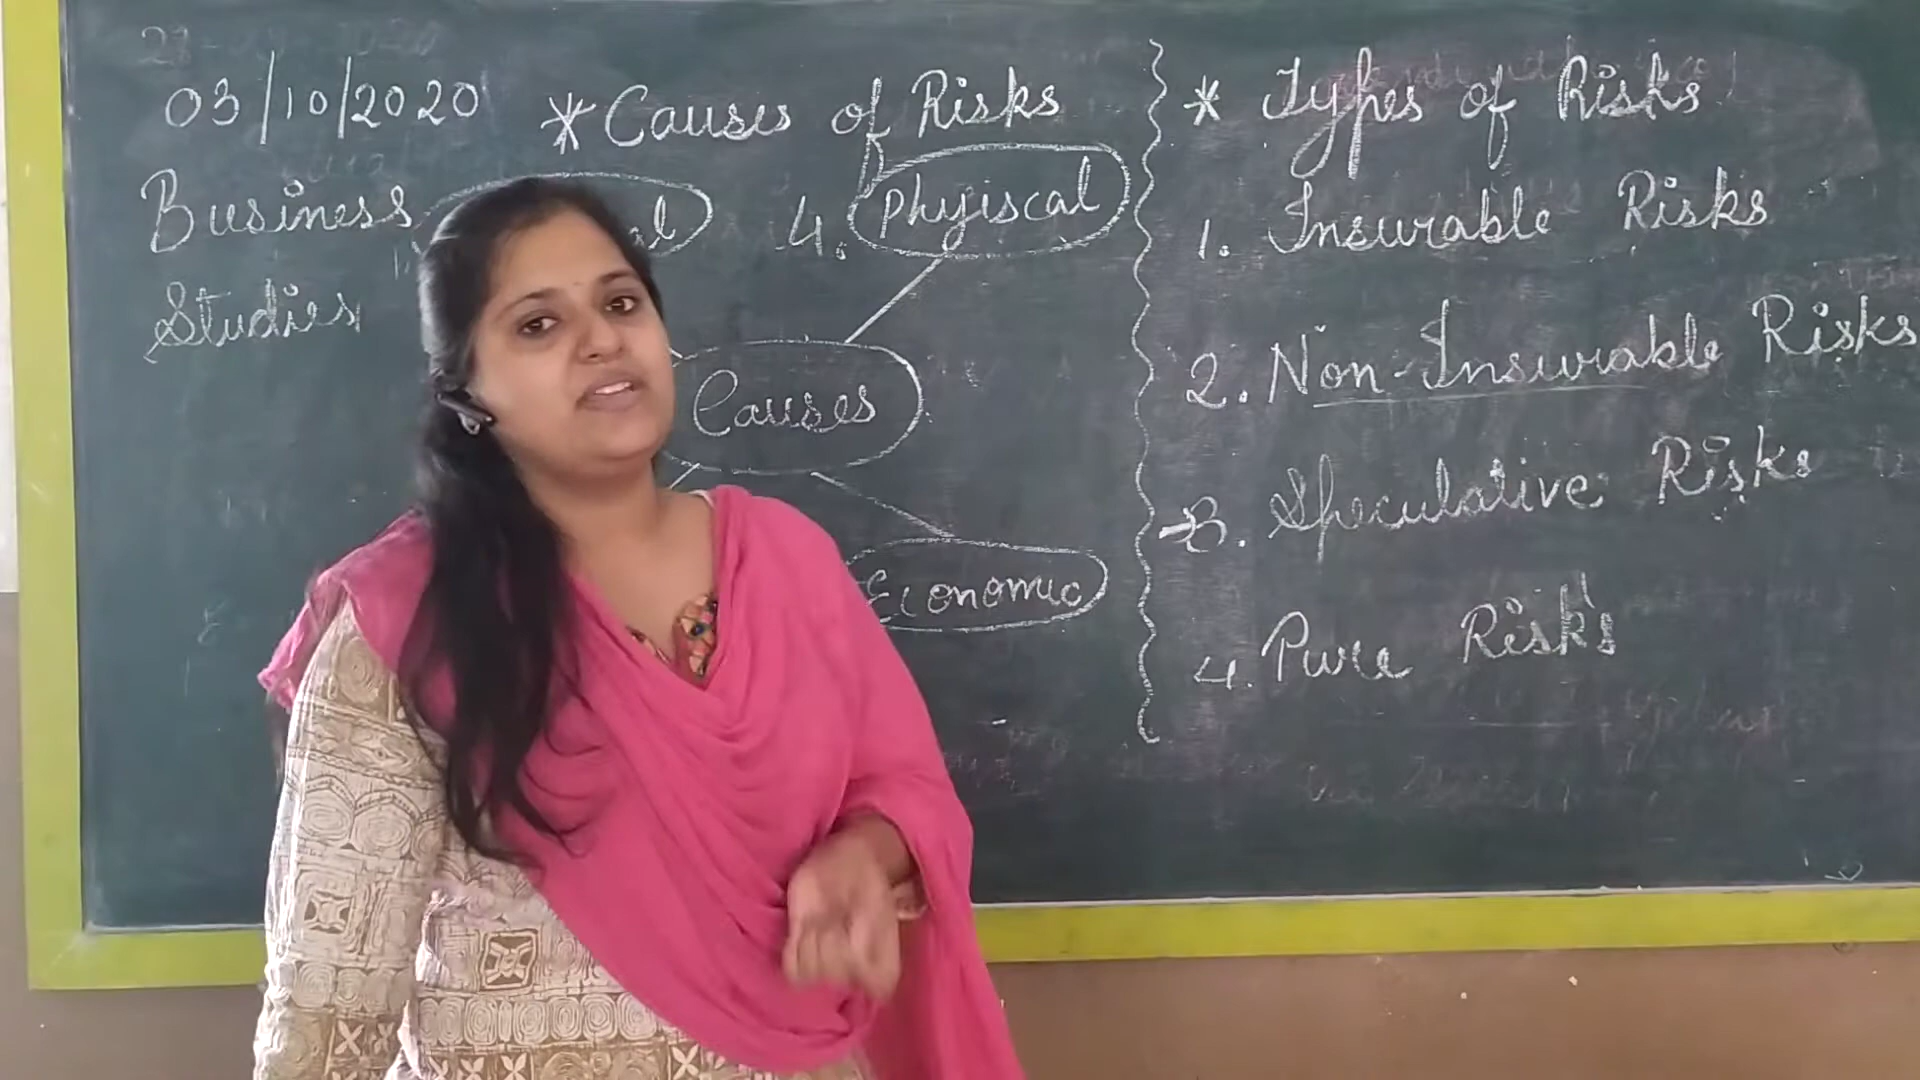 03/10/2020
Business
Studies
* Causes of Risks
4. Phyiscal
Causes
Economic
* Types of Risks
1. Insurable Risks
2. Non-Insurable Risks
3. Speculative Risks
4. Pure Risks